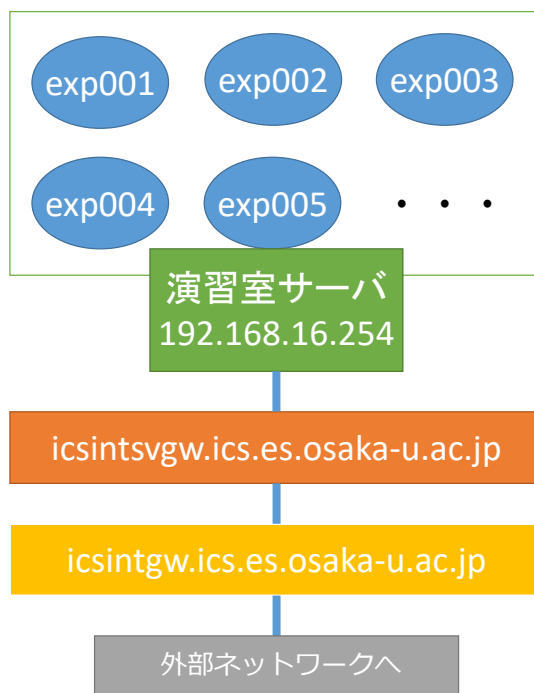 exp001 exp002 exp003
exp004 exp005 ・・・
演習室サーバ
192.168.16.254
icsintsvgw.ics.es.osaka-u.ac.jp
icsintgw.ics.es.osaka-u.ac.jp
外部ネットワークへ